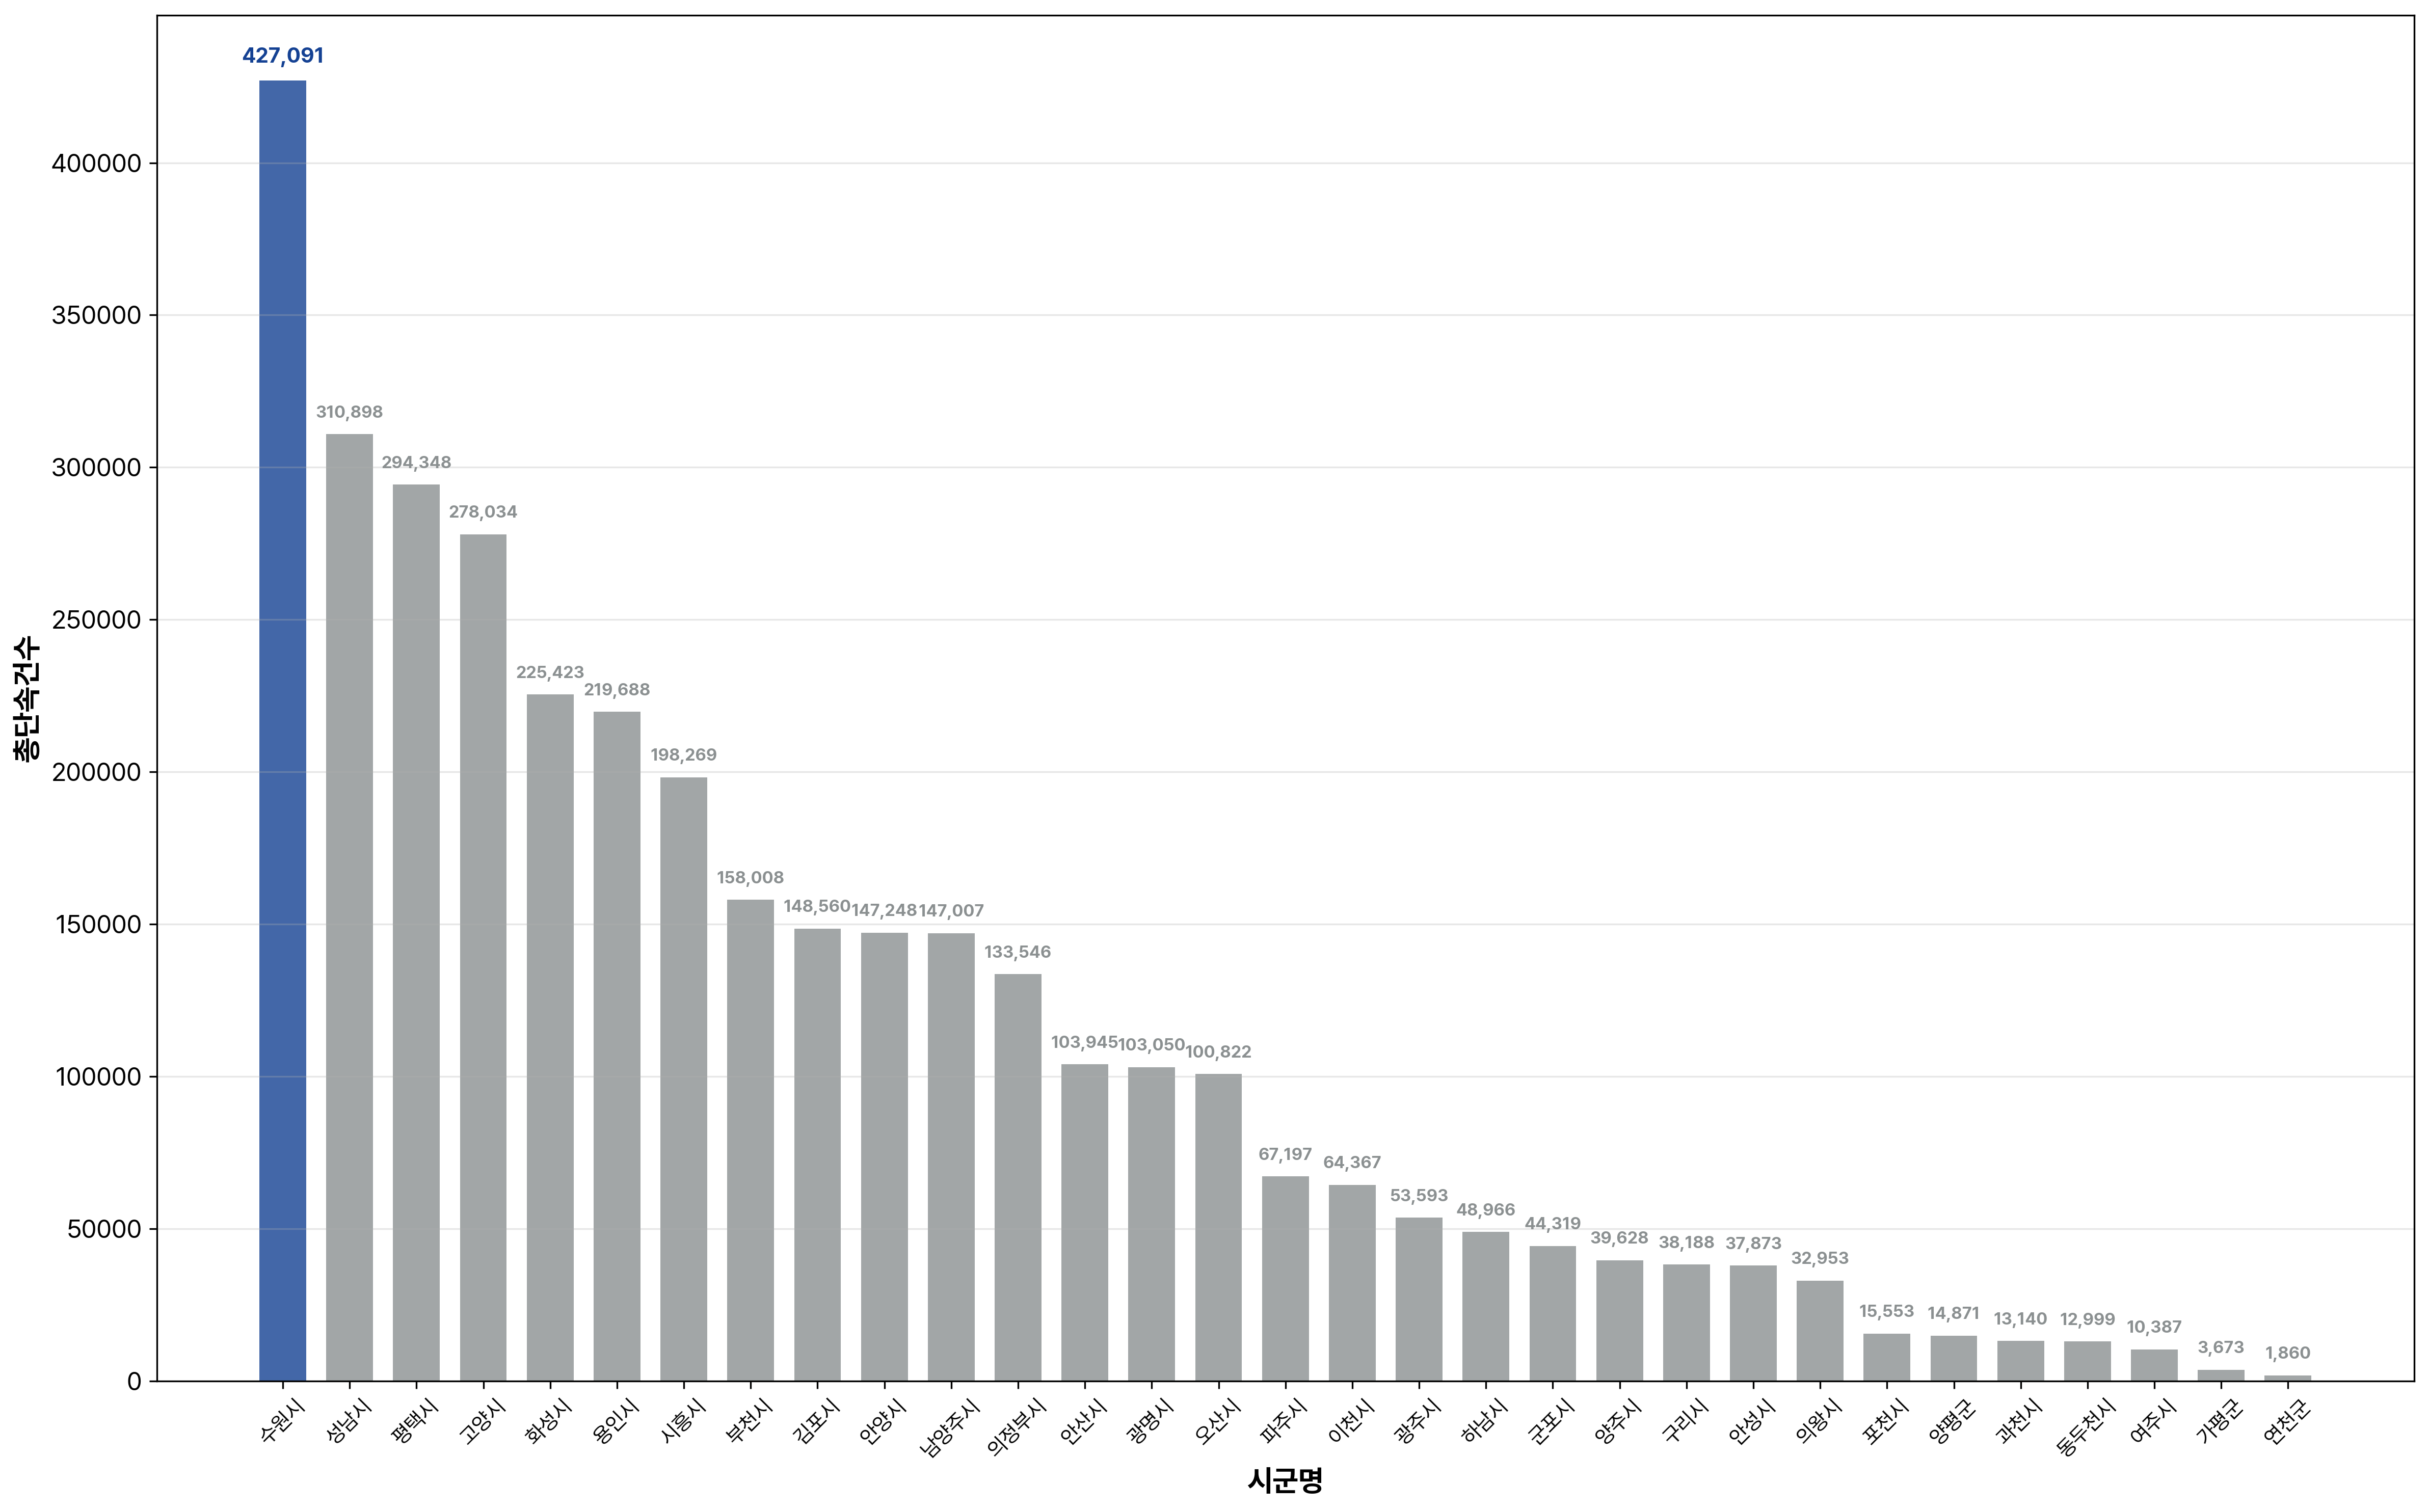 427,091
310,898
294,348
278,034
225,423
219,688
198,269
158,008
148,560
147,248
147,007
133,546
103,945
103,050
100,822
67,197
64,367
53,593
48,966
44,319
39,628
38,188
37,873
32,953
15,553
14,871
13,140
12,999
10,387
3,673
1,860
400000
350000
300000
250000
200000
150000
100000
50000
0
총단속건수
수원시
성남시
평택시
고양시
화성시
용인시
시흥시
부천시
김포시
안양시
남양주시
의정부시
안산시
광명시
오산시
파주시
이천시
광주시
하남시
군포시
양주시
구리시
안성시
의왕시
포천시
양평군
과천시
동두천시
여주시
가평군
연천군
시군명